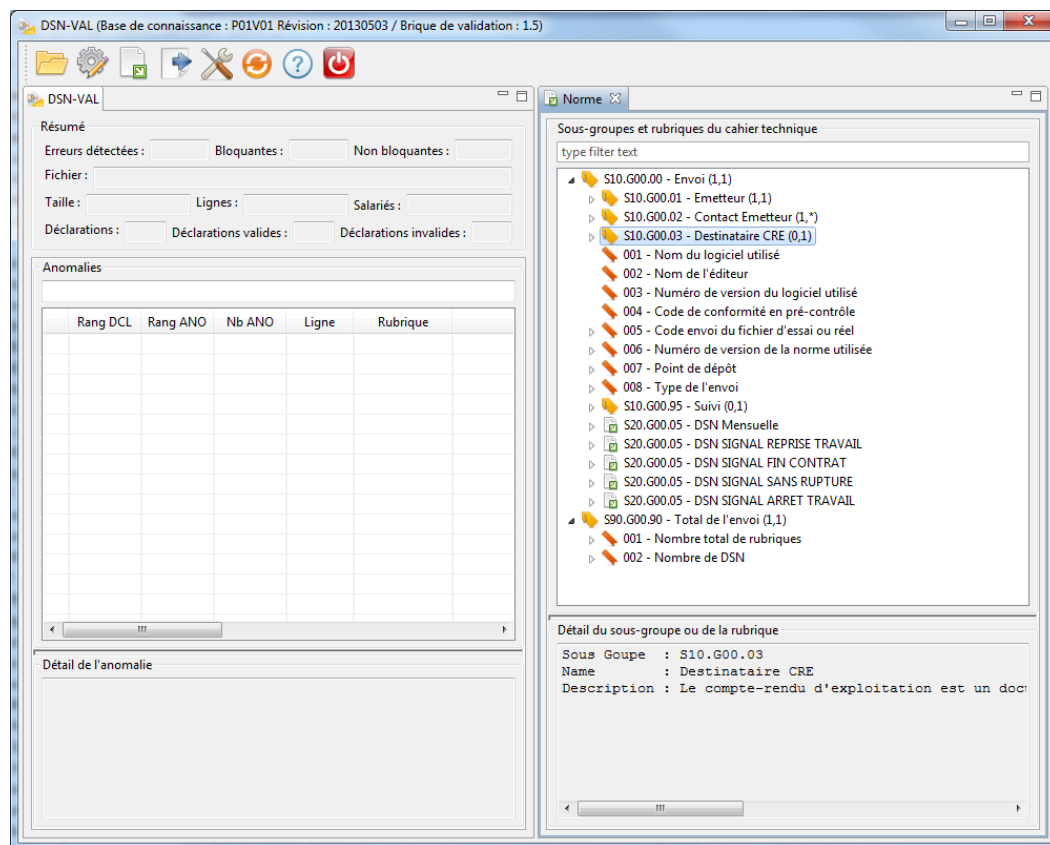 DSN-VAL (Base de connaissance : P01V01 Révision : 20130503 / Brique de validation : 1.5)
DSN-VAL
Résumé
Erreurs détectées : Bloquantes : Non bloquantes :
Fichier :
Taille : Lignes : Salariés :
Déclarations : Déclarations valides : Déclarations invalides :
Anomalies
Rang DCL Rang ANO Nb ANO Ligne Rubrique
Détail de l'anomalie
Norme
Sous-groupes et rubriques du cahier technique
type filter text
S10.G00.00 - Envoi (1,1)
S10.G00.01 - Emetteur (1,1)
S10.G00.02 - Contact Emetteur (1,*)
S10.G00.03 - Destinataire CRE (0,1)
001 - Nom du logiciel utilisé
002 - Nom de l'éditeur
003 - Numéro de version du logiciel utilisé
004 - Code de conformité en pré-contrôle
005 - Code envoi du fichier d'essai ou réel
006 - Numéro de version de la norme utilisée
007 - Point de dépôt
008 - Type de l'envoi
S10.G00.95 - Suivi (0,1)
S20.G00.05 - DSN Mensuelle
S20.G00.05 - DSN SIGNAL REPRISE TRAVAIL
S20.G00.05 - DSN SIGNAL FIN CONTRAT
S20.G00.05 - DSN SIGNAL SANS RUPTURE
S20.G00.05 - DSN SIGNAL ARRET TRAVAIL
S90.G00.90 - Total de l'envoi (1,1)
001 - Nombre total de rubriques
002 - Nombre de DSN
Détail du sous-groupe ou de la rubrique
Sous Goupe : S10.G00.03
Name : Destinataire CRE
Description : Le compte-rendu d'exploitation est un doc